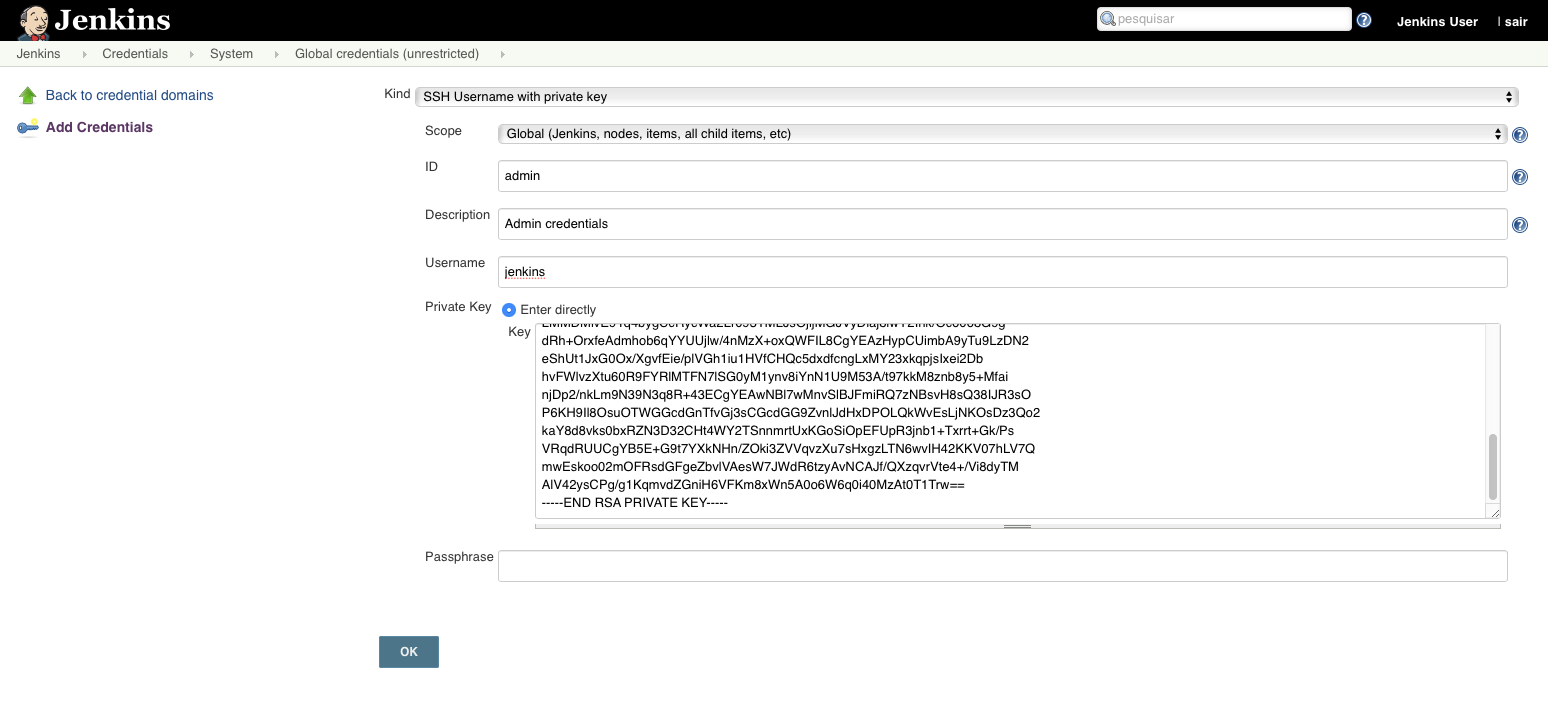 Jenkins
pesquisar
Jenkins User
| sair
Jenkins
Credentials
System
Global credentials (unrestricted)
Back to credential domains
Add Credentials
Kind
SSH Username with private key
Scope
Global (Jenkins, nodes, items, all child items, etc)
ID
admin
Description
Admin credentials
Username
jenkins
Private Key
Enter directly
Key
dRh+OrxfeAdmhob6qYYUUjlw/4nMzX+oxQWFIL8CgYEAzHypCUimbA9yTu9LzDN2
eShUt1JxG0Ox/XgvfEie/plVGh1iu1HVfCHQc5dxdfcngLxMY23xkqpjsIxei2Db
hvFWlvzXtu60R9FYRlMTFN7lSG0yM1ynv8iYnN1U9M53A/t97kkM8znb8y5+Mfai
njDp2/nkLm9N39N3q8R+43ECgYEAwNBl7wMnvSlBJFmiRQ7zNBsvH8sQ38IJR3sO
P6KH9Il8OsuOTWGGcdGnTfvGj3sCGcdGG9ZvnlJdHxDPOLQkWvEsLjNKOsDz3Qo2
kaY8d8vks0bxRZN3D32CHt4WY2TSnnmrtUxKGoSiOpEFUpR3jnb1+Txrrt+Gk/Ps
VRqdRUUCgYB5E+G9t7YXkNHn/ZOki3ZVVqvzXu7sHxgzLTN6wvlH42KKV07hLV7Q
mwEskoo02mOFRsdGFgeZbvlVAesW7JWdR6tzyAvNCAJf/QXzqvrVte4+/Vi8dyTM
AlV42ysCPg/g1KqmvdZGniH6VFKm8xWn5A0o6W6q0i40MzAt0T1Trw==
-----END RSA PRIVATE KEY-----
Passphrase
OK